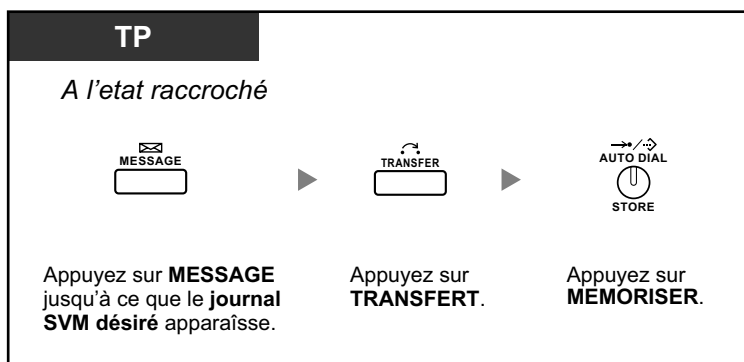 TP
A l'etat raccroché
MESSAGE
TRANSFER
AUTO DIAL
STORE
Appuyez sur MESSAGE
jusqu'à ce que le journal
SVM désiré apparaîsse.
Appuyez sur
TRANSFERT.
Appuyez sur
MEMORISER.